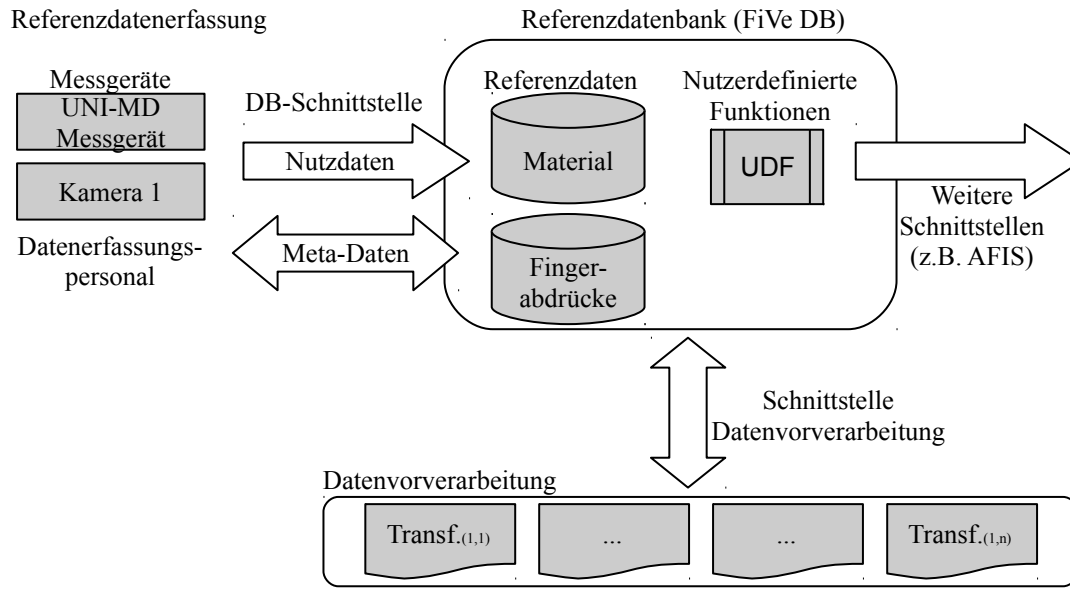 Referenzdatenerfassung
Messgeräte
UNI-MD
Messgerät
Kamera 1
Datenerfassungs-
personal
DB-Schnittstelle
Nutzdaten
Meta-Daten
Referenzdatenbank (FiVe DB)
Referenzdaten
Material
Finger-
abdrücke
Nutzerdefinierte
Funktionen
UDF
Weitere
Schnittstellen
(z.B. AFIS)
Schnittstelle
Datenvorverarbeitung
Datenvorverarbeitung
Transf.(1,1)
...
...
Transf.(1,n)